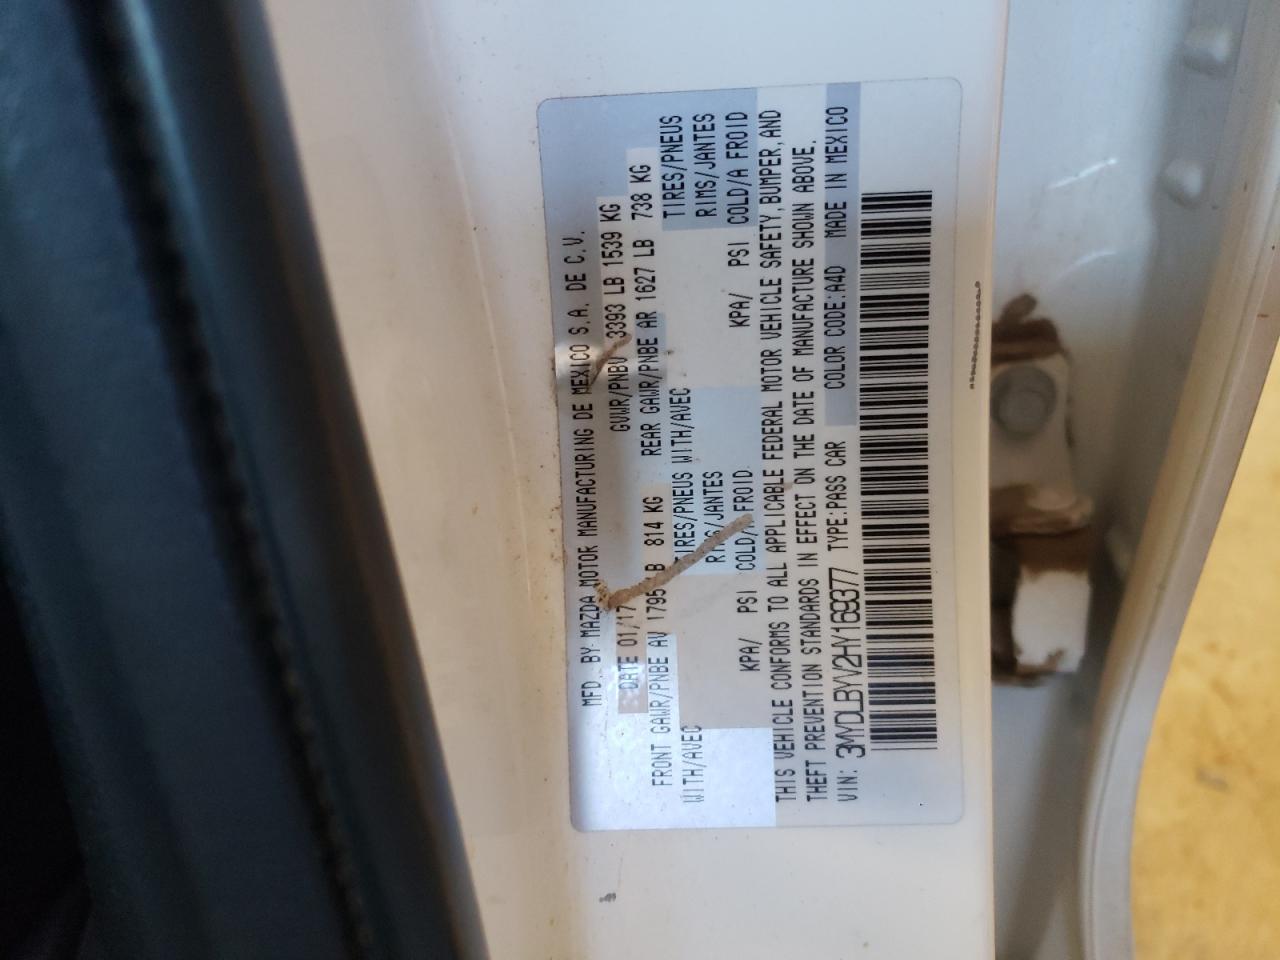 MFD. BY MAZDA MOTOR MANUFACTURING DE MEXICO S.A. DE C.V.
DATE 01/17 GVWR/PNBV 3393 LB 1539 KG
FRONT GAWR/PNBE AV 1795 LB 814 KG REAR GAWR/PNBE AR 1627 LB 738 KG
WITH/AVEC TIRES/PNEUS WITH/AVEC TIRES/PNEUS
RIMS/JANTES RIMS/JANTES
KPA/ PSI COLD/A FROID KPA/ PSI COLD/A FROID
THIS VEHICLE CONFORMS TO ALL APPLICABLE FEDERAL MOTOR VEHICLE SAFETY, BUMPER, AND
THEFT PREVENTION STANDARDS IN EFFECT ON THE DATE OF MANUFACTURE SHOWN ABOVE.
VIN: 3MYDLBYV2HY169377 TYPE:PASS CAR COLOR CODE:A4D MADE IN MEXICO